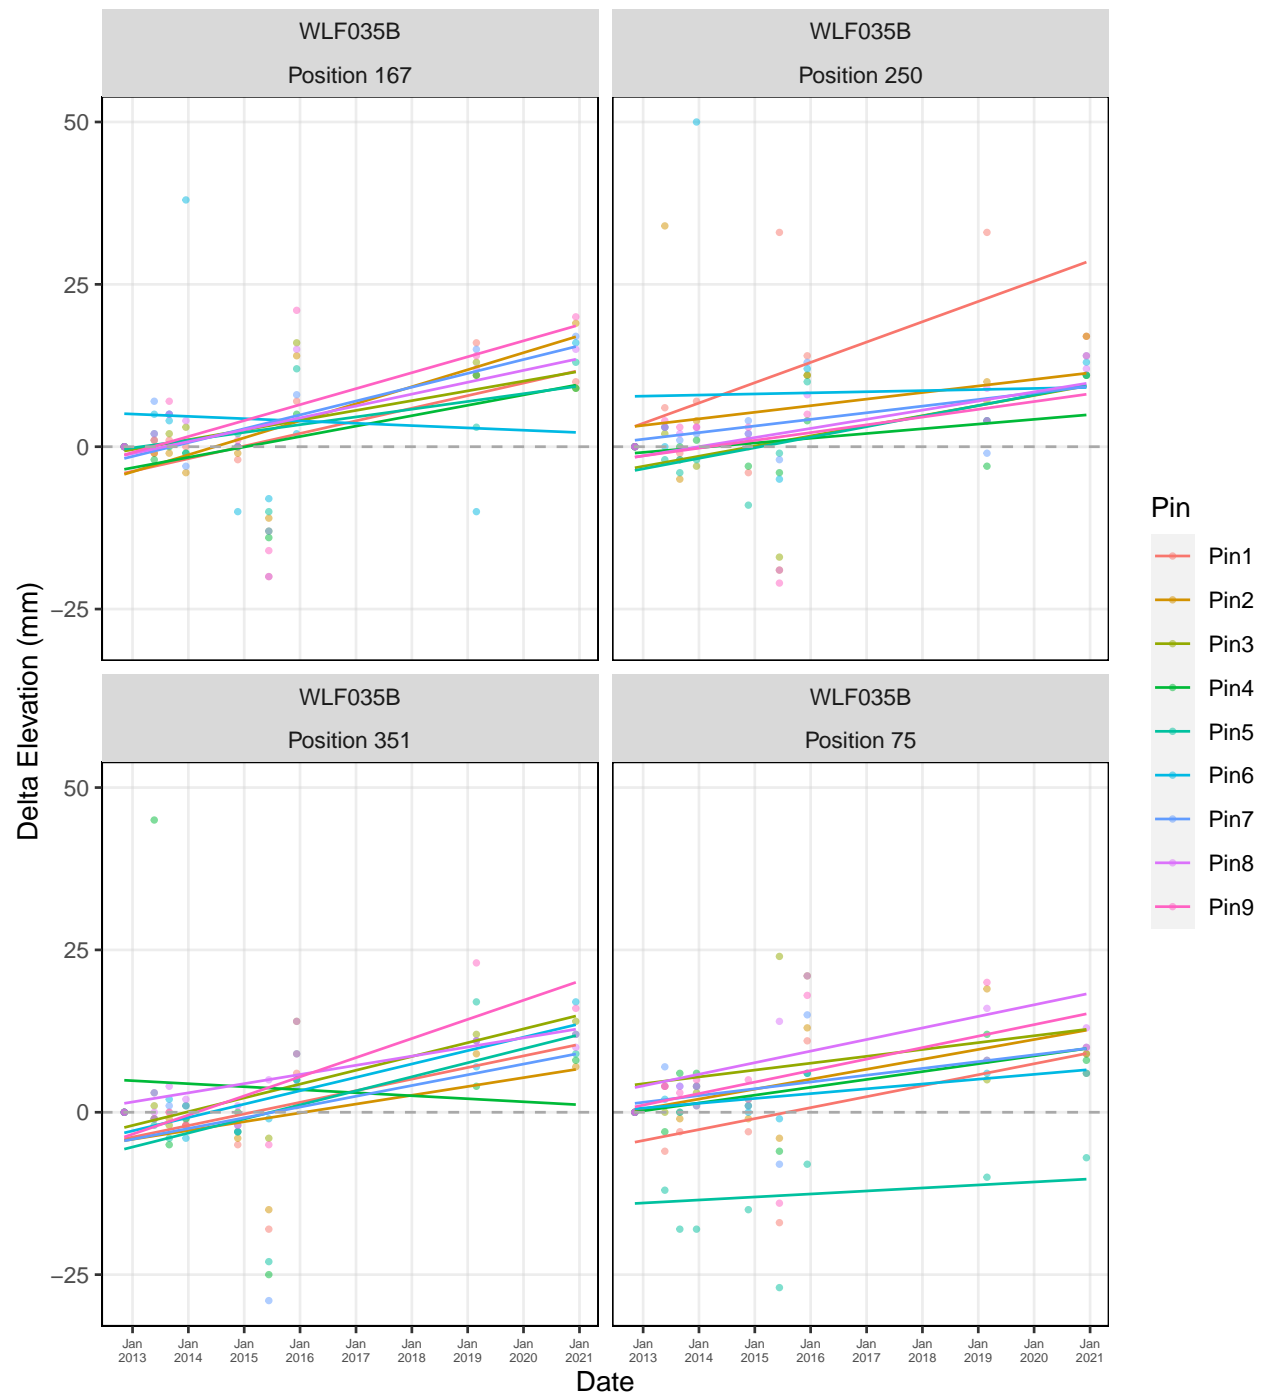 WLF035B
Position 167
WLF035B
Position 250
50
25
0
−25
WLF035B
Position 351
WLF035B
Position 75
50
25
0
−25
Jan 2013
Jan 2014
Jan 2015
Jan 2016
Jan 2017
Jan 2018
Jan 2019
Jan 2020
Jan 2021
Jan 2013
Jan 2014
Jan 2015
Jan 2016
Jan 2017
Jan 2018
Jan 2019
Jan 2020
Jan 2021
Date
Delta Elevation (mm)
Pin
Pin1
Pin2
Pin3
Pin4
Pin5
Pin6
Pin7
Pin8
Pin9